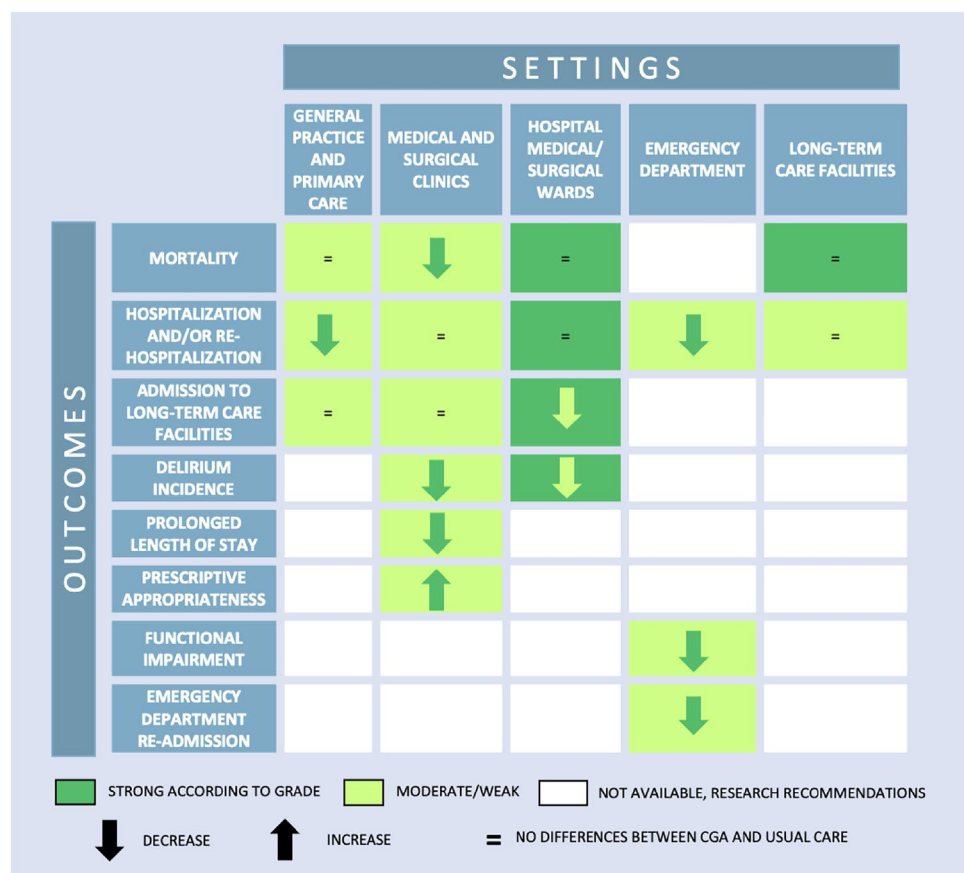 SETTINGS
GENERAL
PRACTICE
AND
PRIMARY
CARE
MEDICAL AND
SURGICAL
CLINICS
HOSPITAL
MEDICAL/
SURGICAL
WARDS
EMERGENCY
DEPARTMENT
LONG-TERM
CARE FACILITIES
OUTCOMES
MORTALITY
=
=
=
HOSPITALIZATION
AND/OR RE-
HOSPITALIZATION
=
=
=
ADMISSION TO
LONG-TERM CARE
FACILITIES
=
=
DELIRIUM
INCIDENCE
PROLONGED
LENGTH OF STAY
PRESCRIPTIVE
APPROPRIATENESS
FUNCTIONAL
IMPAIRMENT
EMERGENCY
DEPARTMENT
RE-ADMISSION
STRONG ACCORDING TO GRADE
MODERATE/WEAK
NOT AVAILABLE, RESEARCH RECOMMENDATIONS
DECREASE
INCREASE
= NO DIFFERENCES BETWEEN CGA AND USUAL CARE